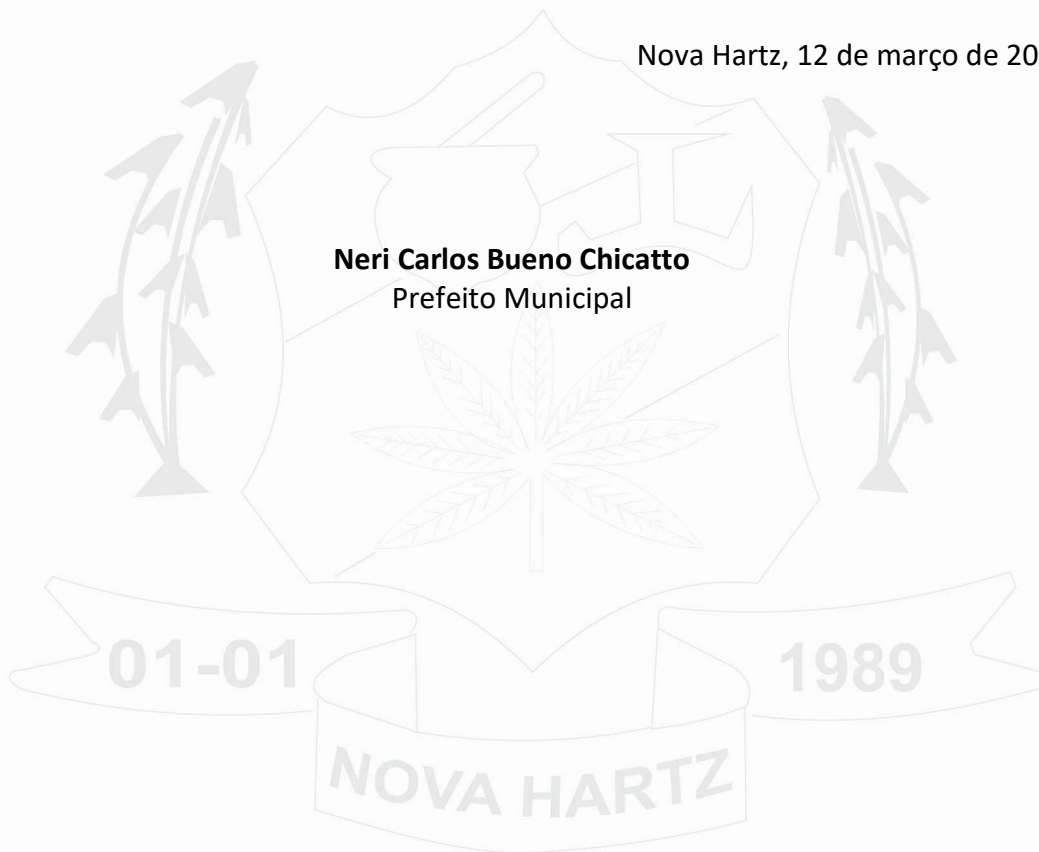 Nova Hartz, 12 de março de 20
Neri Carlos Bueno Chicatto
Prefeito Municipal
01-01
1989
NOVA HARTZ